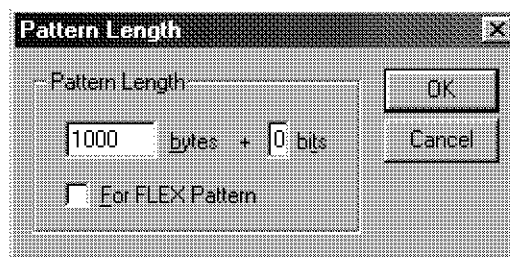 Pattern Length
Pattern Length
1000 bytes + 0 bits
For FLEX Pattern
OK
Cancel